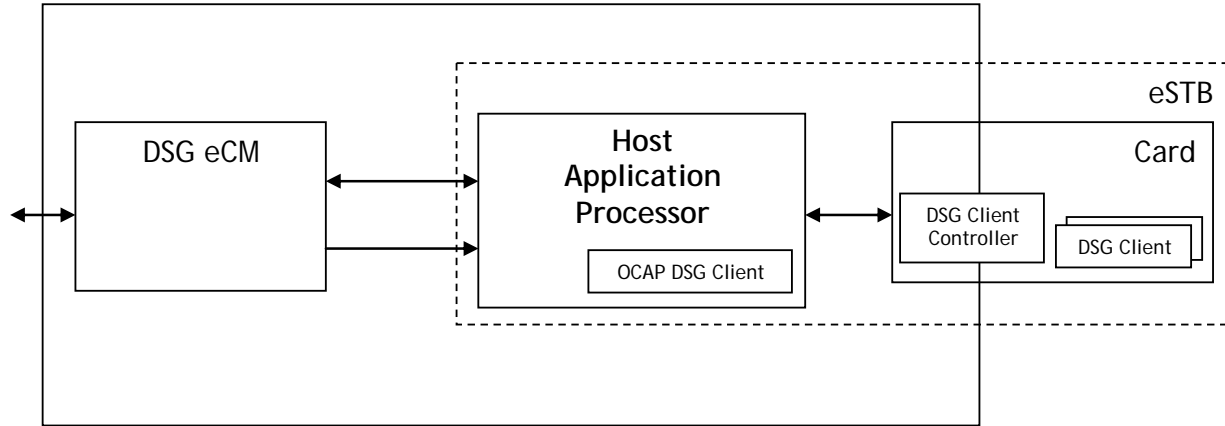 eSTB
DSG eCM
Host
Application
Processor
OCAP DSG Client
Card
DSG Client
Controller
DSG Client